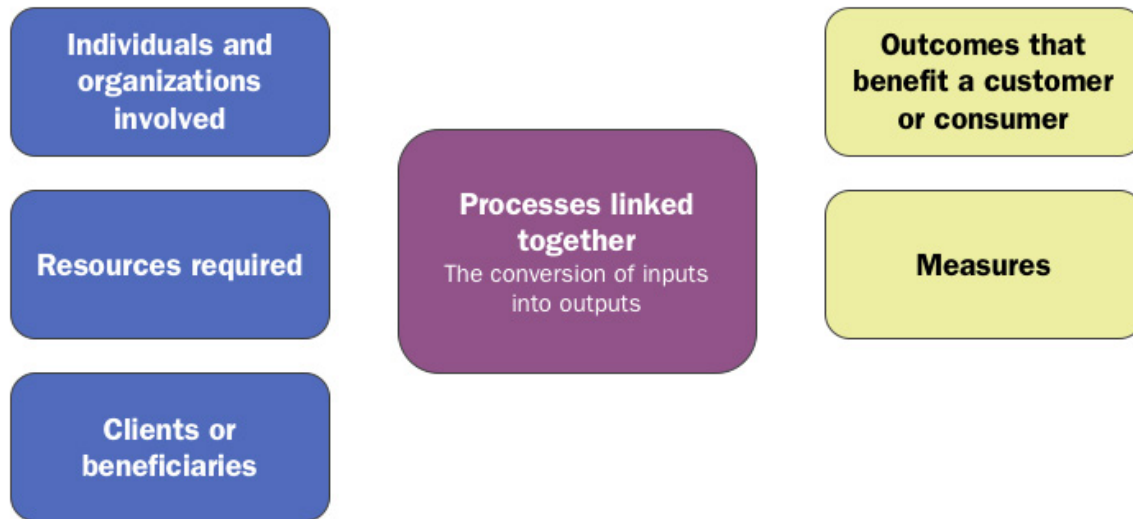 Individuals and
organizations
involved
Resources required
Clients or
beneficiaries
Processes linked
together
The conversion of inputs
into outputs
Outcomes that
benefit a customer
or consumer
Measures